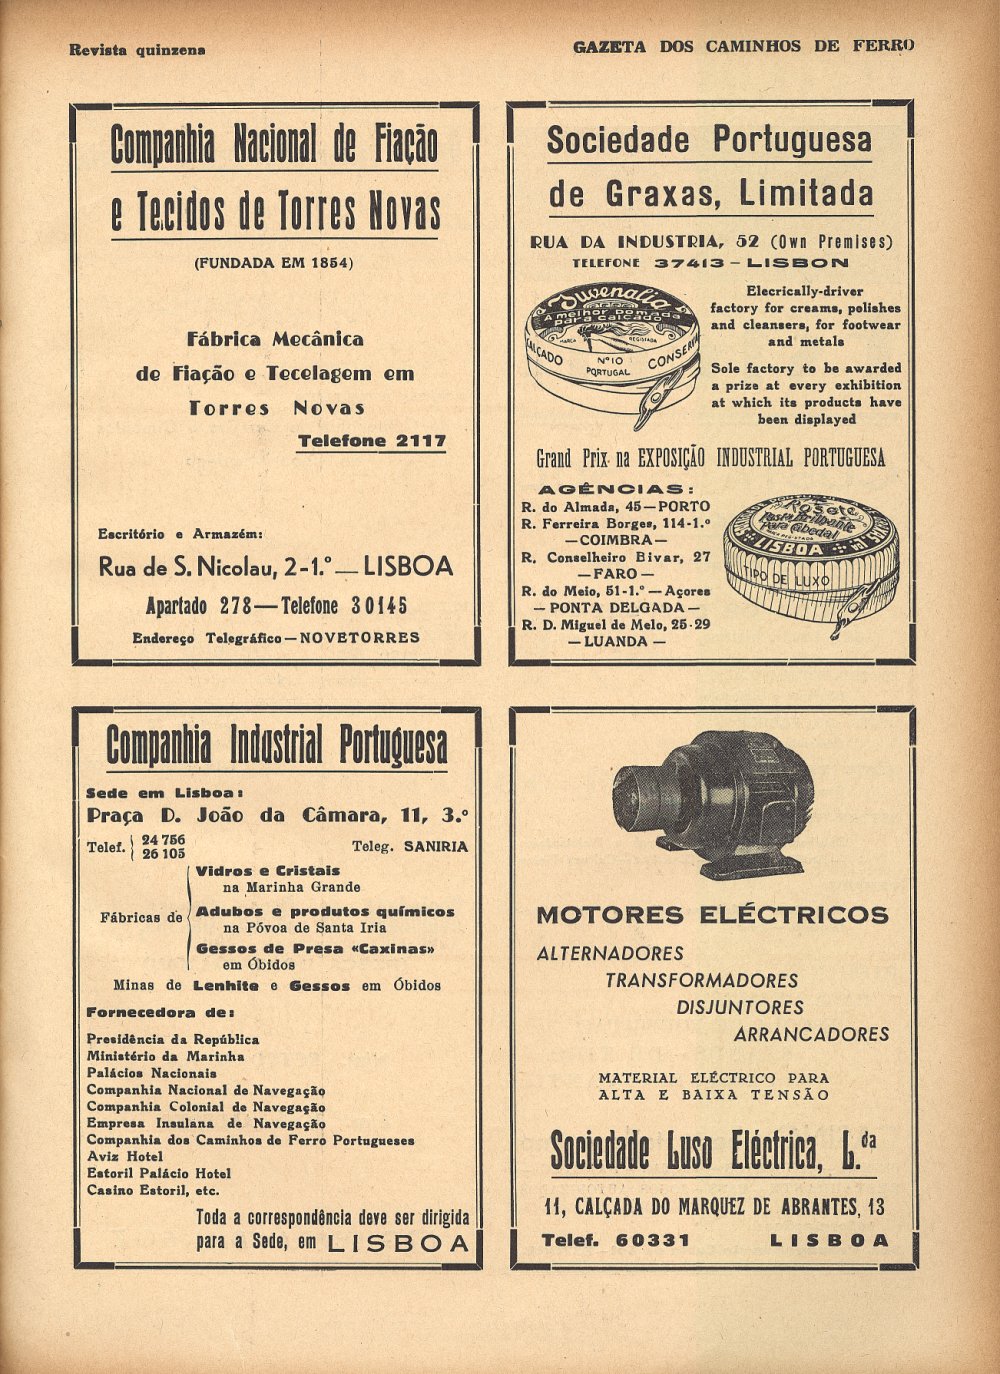 Revista quinzena
GAZETA DOS CAMINHOS DE FERRO
Companhia Nacional de Fiação
e Tecidos de Torres Novas
(FUNDADA EM 1854)
Fábrica Mecânica
de Fiação e Tecelagem em
Torres Novas
Telefone 2117
Escritório e Armazém:
Rua de S. Nicolau, 2-1.º — LISBOA
Apartado 278 — Telefone 30145
Endereço Telegráfico — NOVETORRES
Sociedade Portuguesa
de Graxas, Limitada
RUA DA INDUSTRIA, 52 (Own Premises)
TELEFONE 37413 – LISBON
Juvenalia
A melhor pomada
para calcado
MARCA REGISTADA
CALÇADO Nº 10 CONSERVA
PORTUGAL
Elecrically-driver
factory for creams, polishes
and cleansers, for footwear
and metals
Sole factory to be awarded
a prize at every exhibition
at which its products have
been displayed
Grand Prix na EXPOSIÇÃO INDUSTRIAL PORTUGUESA
AGÊNCIAS:
R. do Almada, 45 — PORTO
R. Ferreira Borges, 114-1.º
— COIMBRA —
R. Conselheiro Bivar, 27
— FARO —
R. do Meio, 51-1.º — Açores
— PONTA DELGADA —
R. D. Miguel de Melo, 25-29
— LUANDA —
Rosete
Pasta Brilhante
Para Cabedal
LISBOA
TIPO DE LUXO
Companhia Industrial Portuguesa
Sede em Lisboa:
Praça D. João da Câmara, 11, 3.º
Telef. 24 756
26 105
Teleg. SANIRIA
Fábricas de
Vidros e Cristais
na Marinha Grande
Adubos e produtos químicos
na Póvoa de Santa Iria
Gessos de Presa «Caxinas»
em Óbidos
Minas de Lenhite e Gessos em Óbidos
Fornecedora de:
Presidência da República
Ministério da Marinha
Palácios Nacionais
Companhia Nacional de Navegação
Companhia Colonial de Navegação
Empresa Insulana de Navegação
Companhia dos Caminhos de Ferro Portugueses
Aviz Hotel
Estoril Palácio Hotel
Casino Estoril, etc.
Toda a correspondência deve ser dirigida
para a Sede, em LISBOA
MOTORES ELÉCTRICOS
ALTERNADORES
TRANSFORMADORES
DISJUNTORES
ARRANCADORES
MATERIAL ELÉCTRICO PARA
ALTA E BAIXA TENSÃO
Sociedade Luso Eléctrica, L.da
11, CALÇADA DO MARQUEZ DE ABRANTES, 13
Telef. 60331 LISBOA